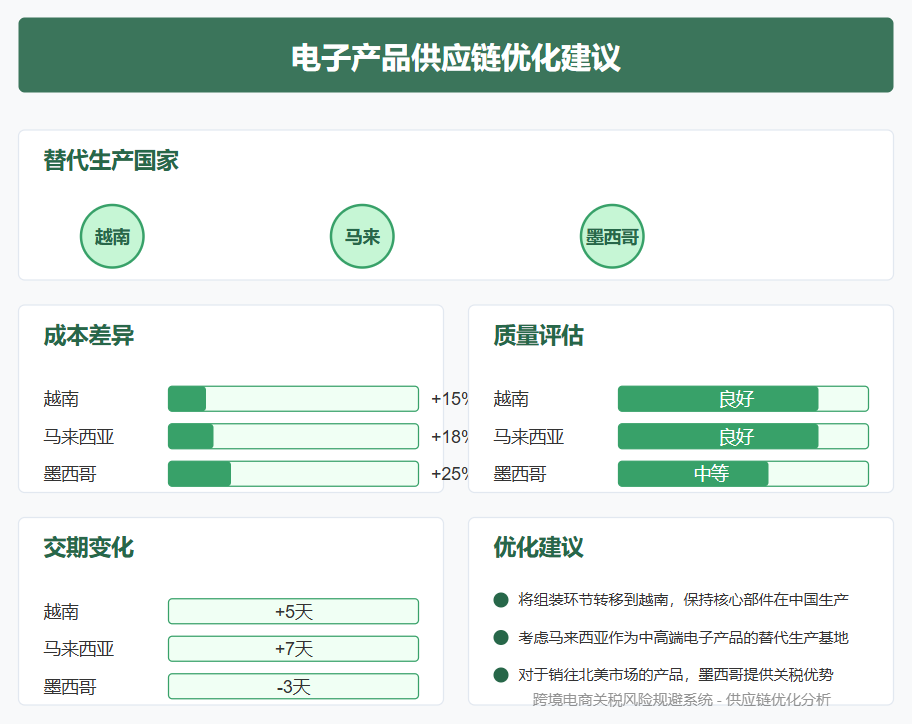 电子产品供应链优化建议
替代生产国家
越南
马来
墨西哥
成本差异
越南 +15%
马来西亚 +18%
墨西哥 +25%
质量评估
越南 良好
马来西亚 良好
墨西哥 中等
交期变化
越南 +5天
马来西亚 +7天
墨西哥 -3天
优化建议
将组装环节转移到越南，保持核心部件在中国生产
考虑马来西亚作为中高端电子产品的替代生产基地
对于销往北美市场的产品，墨西哥提供关税优势
跨境电商关税风险规避系统 - 供应链优化分析